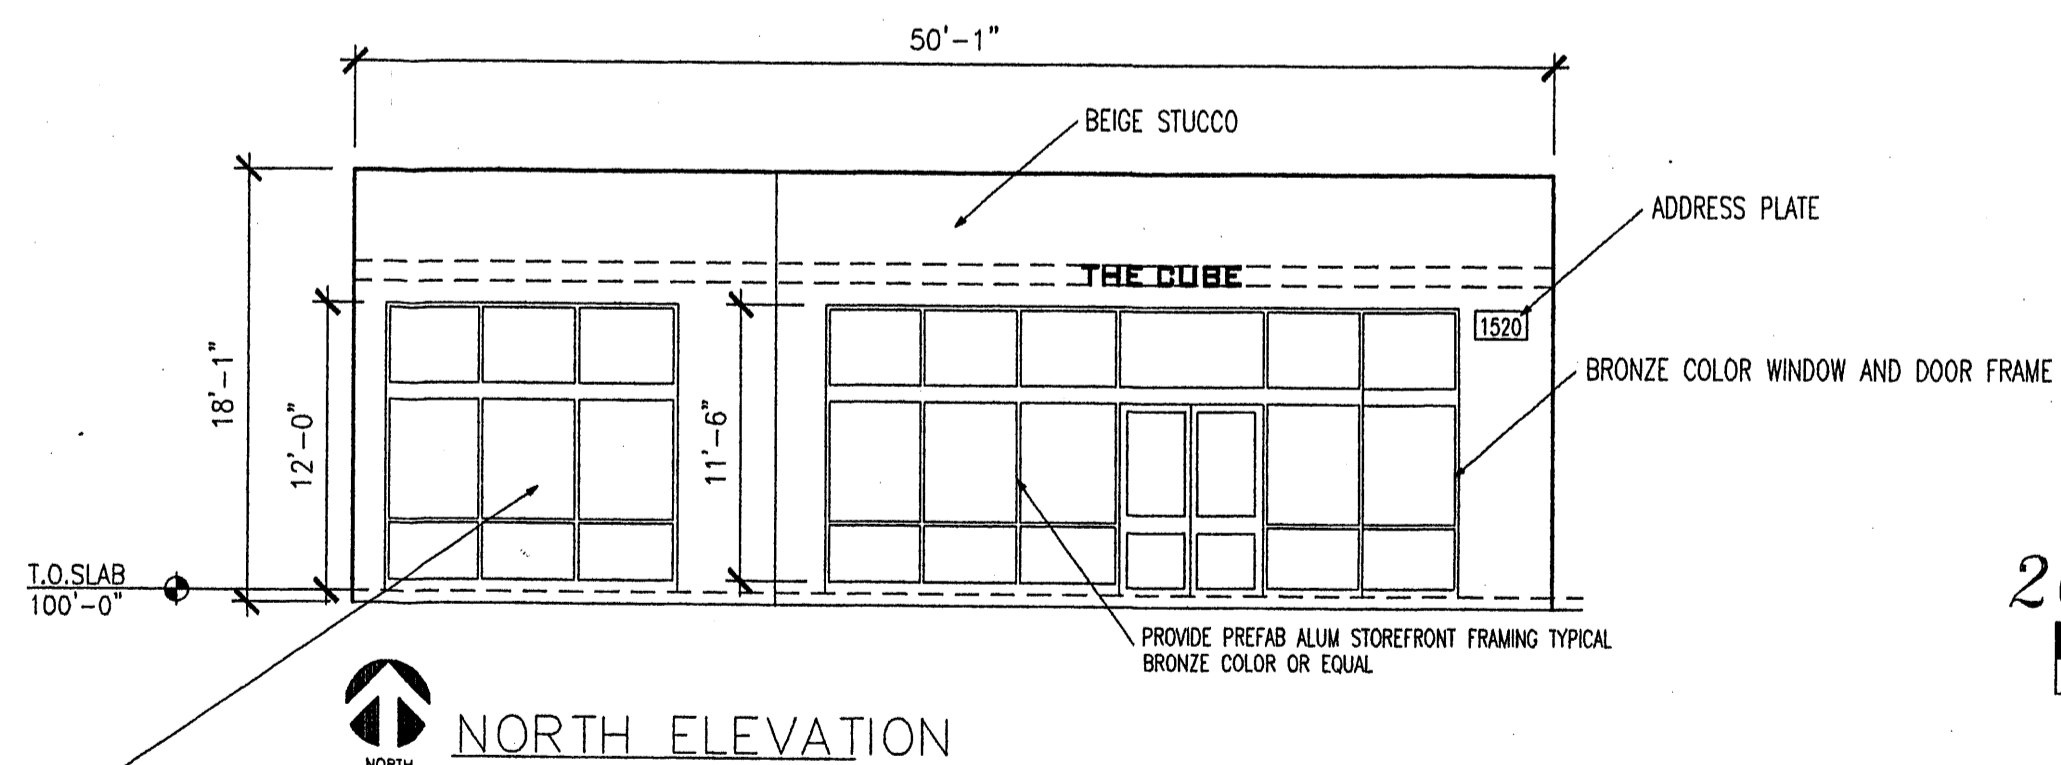 50'-1"
BEIGE STUCCO
ADDRESS PLATE
THE CUBE
1520
BRONZE COLOR WINDOW AND DOOR FRAME
18'-1"
12'-0"
11'-6"
T.O.SLAB
100'-0"
PROVIDE PREFAB ALUM STOREFRONT FRAMING TYPICAL
BRONZE COLOR OR EQUAL
2
NORTH ELEVATION
NORTH